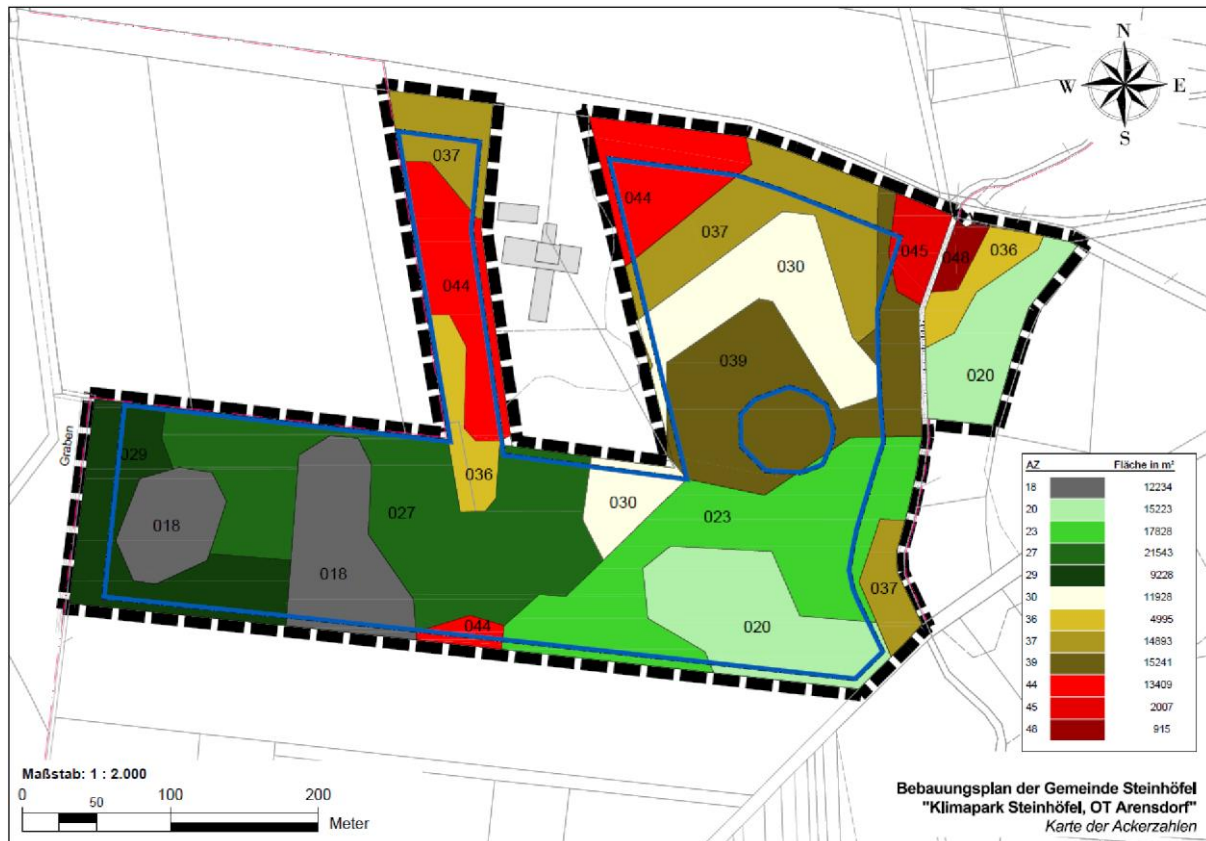 N
W E
S
037
044
044
037
030
045
048
036
039
020
Graben
029
036
030
018
027
023
018
037
044
020
AZ Fläche in m²
18 12234
20 15223
23 17828
27 21543
29 9228
30 11928
36 4995
37 14893
39 15241
44 13409
45 2007
48 915
Maßstab: 1 : 2.000
0 50 100 200
Meter
Bebauungsplan der Gemeinde Steinhöfel
"Klimapark Steinhöfel, OT Arensdorf"
Karte der Ackerzahlen